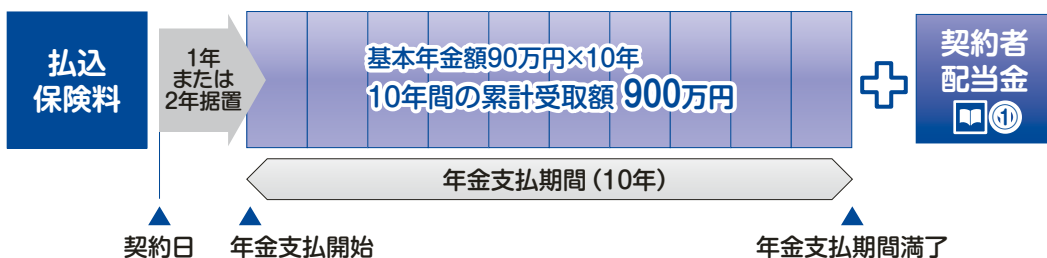 払込
保険料
1年
または
2年据置
基本年金額90万円×10年
10年間の累計受取額 900万円
契約者
配当金
1
年金支払期間(10年)
契約日
年金支払開始
年金支払期間満了